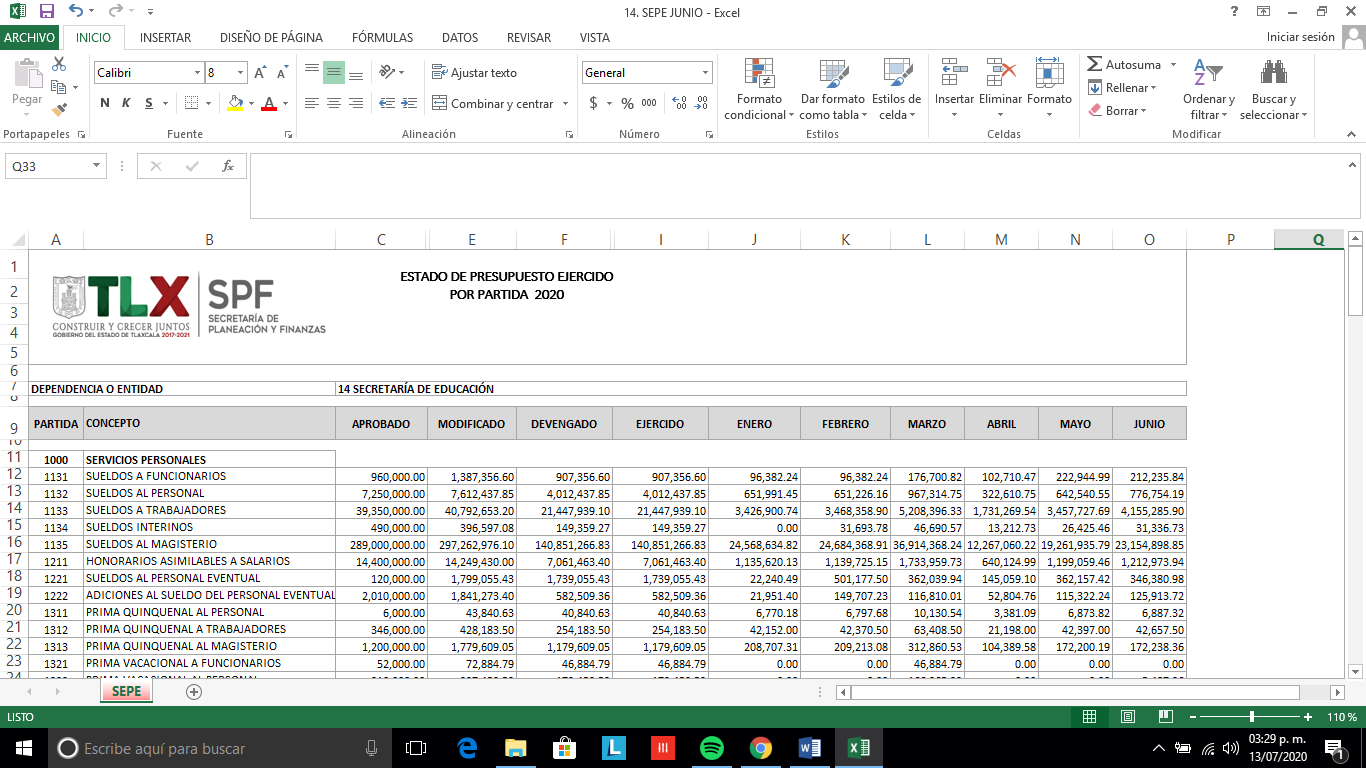 14. SEPE JUNIO - Excel
ARCHIVO INICIO INSERTAR DISEÑO DE PÁGINA FÓRMULAS DATOS REVISAR VISTA Iniciar sesión
Pegar
Portapapeles
Calibri 8
N K S
Fuente
Ajustar texto
Combinar y centrar
Alineación
General
$ % 000
Número
Formato condicional
Dar formato como tabla
Estilos de celda
Estilos
Insertar Eliminar Formato
Celdas
Autosuma
Rellenar
Borrar
Ordenar y filtrar
Buscar y seleccionar
Modificar
Q33 fx
A B C E F I J K L M N O P Q
1
2
3
4
5
TLX
CONSTRUIR Y CRECER JUNTOS
GOBIERNO DEL ESTADO DE TLAXCALA 2017-2021
SPF
SECRETARÍA DE
PLANEACIÓN Y FINANZAS
ESTADO DE PRESUPUESTO EJERCIDO
POR PARTIDA 2020
6
7 DEPENDENCIA O ENTIDAD 14 SECRETARÍA DE EDUCACIÓN
8
9 PARTIDA CONCEPTO APROBADO MODIFICADO DEVENGADO EJERCIDO ENERO FEBRERO MARZO ABRIL MAYO JUNIO
10
11 1000 SERVICIOS PERSONALES
12 1131 SUELDOS A FUNCIONARIOS 960,000.00 1,387,356.60 907,356.60 907,356.60 96,382.24 96,382.24 176,700.82 102,710.47 222,944.99 212,235.84
13 1132 SUELDOS AL PERSONAL 7,250,000.00 7,612,437.85 4,012,437.85 4,012,437.85 651,991.45 651,226.16 967,314.75 322,610.75 642,540.55 776,754.19
14 1133 SUELDOS A TRABAJADORES 39,350,000.00 40,792,653.20 21,447,939.10 21,447,939.10 3,426,900.74 3,468,358.90 5,208,396.33 1,731,269.54 3,457,727.69 4,155,285.90
15 1134 SUELDOS INTERINOS 490,000.00 396,597.08 149,359.27 149,359.27 0.00 31,693.78 46,690.57 13,212.73 26,425.46 31,336.73
16 1135 SUELDOS AL MAGISTERIO 289,000,000.00 297,262,976.10 140,851,266.83 140,851,266.83 24,568,634.82 24,684,368.91 36,914,368.24 12,267,060.22 19,261,935.79 23,154,898.85
17 1211 HONORARIOS ASIMILABLES A SALARIOS 14,400,000.00 14,249,430.00 7,061,463.40 7,061,463.40 1,135,620.13 1,139,725.15 1,733,959.73 640,124.99 1,199,059.46 1,212,973.94
18 1221 SUELDOS AL PERSONAL EVENTUAL 120,000.00 1,799,055.43 1,739,055.43 1,739,055.43 22,240.49 501,177.50 362,039.94 145,059.10 362,157.42 346,380.98
19 1222 ADICIONES AL SUELDO DEL PERSONAL EVENTUAL 2,010,000.00 1,841,273.40 582,509.36 582,509.36 21,951.40 149,707.23 116,810.01 52,804.76 115,322.24 125,913.72
20 1311 PRIMA QUINQUENAL AL PERSONAL 6,000.00 43,840.63 40,840.63 40,840.63 6,770.18 6,797.68 10,130.54 3,381.09 6,873.82 6,887.32
21 1312 PRIMA QUINQUENAL A TRABAJADORES 346,000.00 428,183.50 254,183.50 254,183.50 42,152.00 42,370.50 63,408.50 21,198.00 42,397.00 42,657.50
22 1313 PRIMA QUINQUENAL AL MAGISTERIO 1,200,000.00 1,779,609.05 1,179,609.05 1,179,609.05 208,707.31 209,213.08 312,860.53 104,389.58 172,200.19 172,238.36
23 1321 PRIMA VACACIONAL A FUNCIONARIOS 52,000.00 72,884.79 46,884.79 46,884.79 0.00 0.00 46,884.79 0.00 0.00 0.00
SEPE
LISTO 110 %
Escribe aquí para buscar
03:29 p. m.
13/07/2020
1